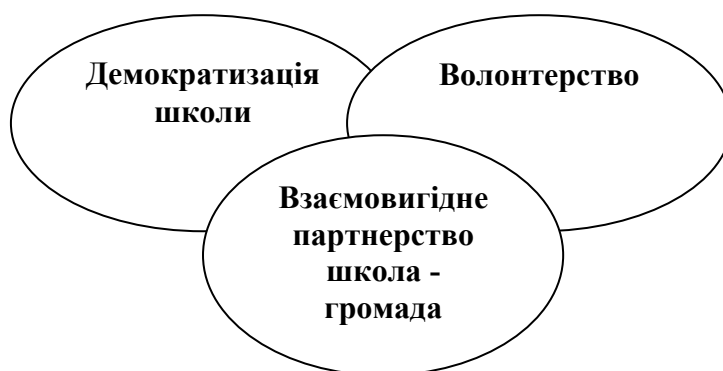 Демократизація
школи
Волонтерство
Взаємовигідне
партнерство
школа -
громада